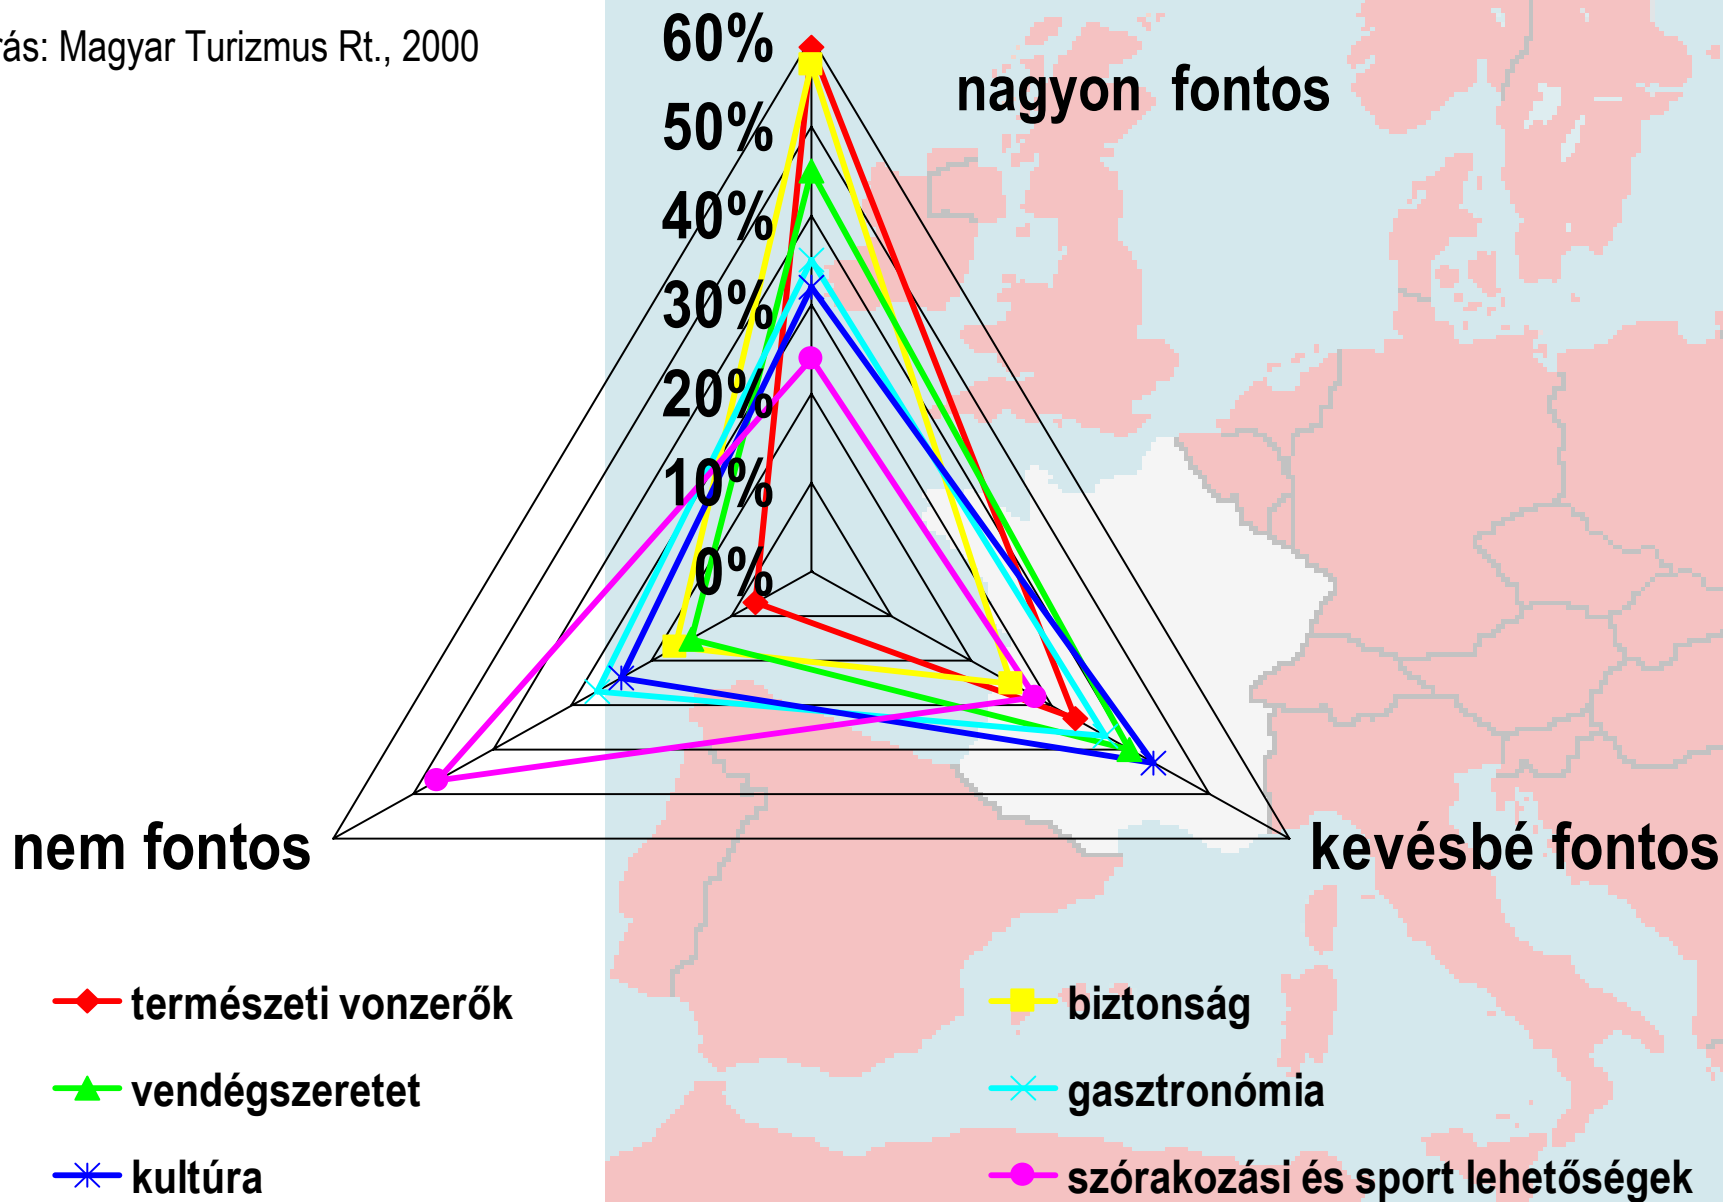 rás: Magyar Turizmus Rt., 2000
nagyon fontos
60%
50%
40%
30%
20%
10%
0%
nem fontos
kevésbé fontos
természeti vonzerők
biztonság
vendégszeretet
gasztronómia
kultúra
szórakozási és sport lehetőségek